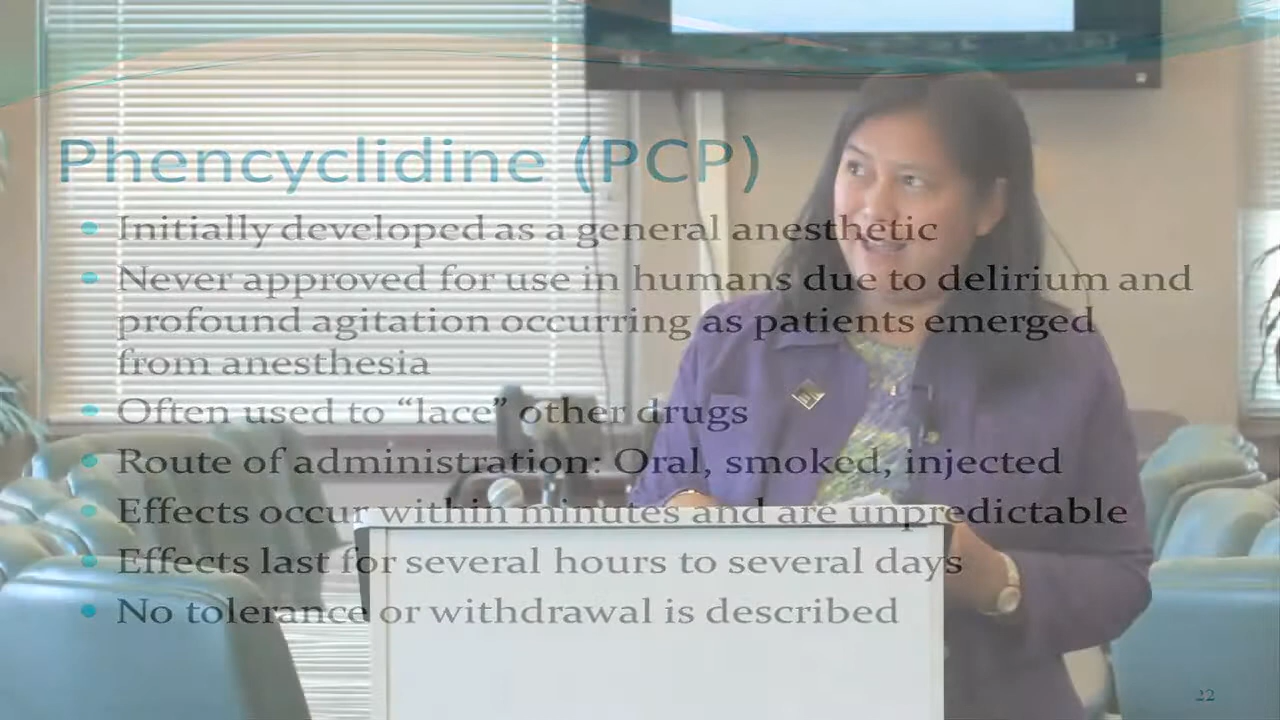 Phencyclidine (PCP)
• Initially developed as a general anesthetic
• Never approved for use in humans due to delirium and
profound agitation occurring as patients emerged
from anesthesia
• Often used to “lace” other drugs
• Route of administration: Oral, smoked, injected
• Effects occur within minutes and are unpredictable
• Effects last for several hours to several days
• No tolerance or withdrawal is described
22